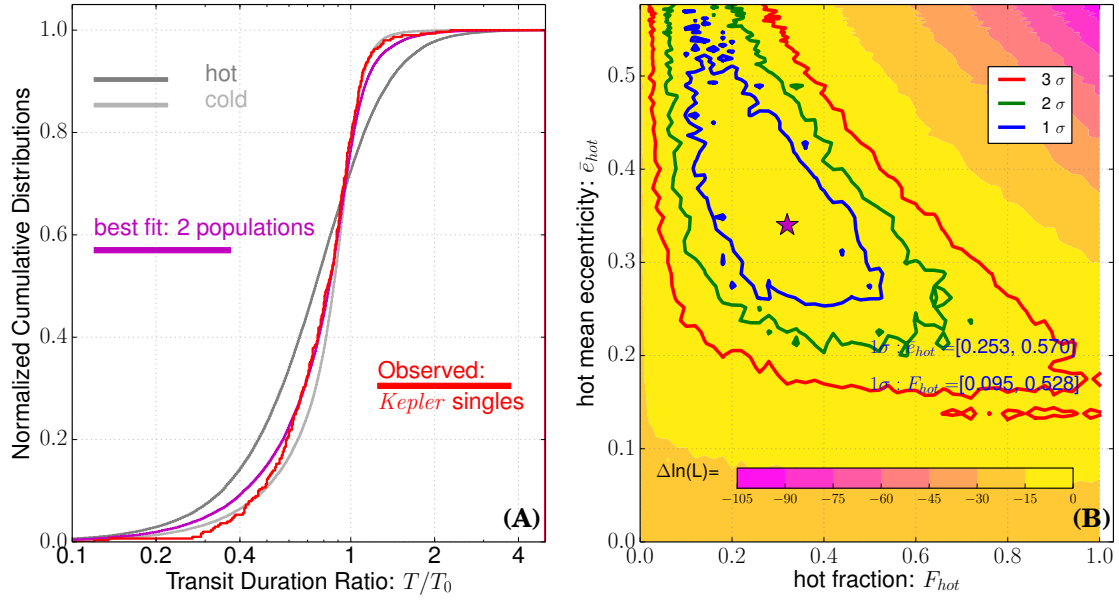 1.0
0.8
0.6
0.4
0.2
0.0
Normalized Cumulative Distributions
hot
cold
best fit: 2 populations
Observed:
Kepler singles
(A)
0.1 0.2 0.4 1 2 4
Transit Duration Ratio: T/T₀
0.5
0.4
0.3
0.2
0.1
0.0
hot mean eccentricity: ē_hot
3 σ
2 σ
1 σ
1σ : ē_hot =[0.253, 0.570]
1σ : F_hot =[0.095, 0.528]
Δln(L)=
−105 −90 −75 −60 −45 −30 −15 0
(B)
0.0 0.2 0.4 0.6 0.8 1.0
hot fraction: F_hot